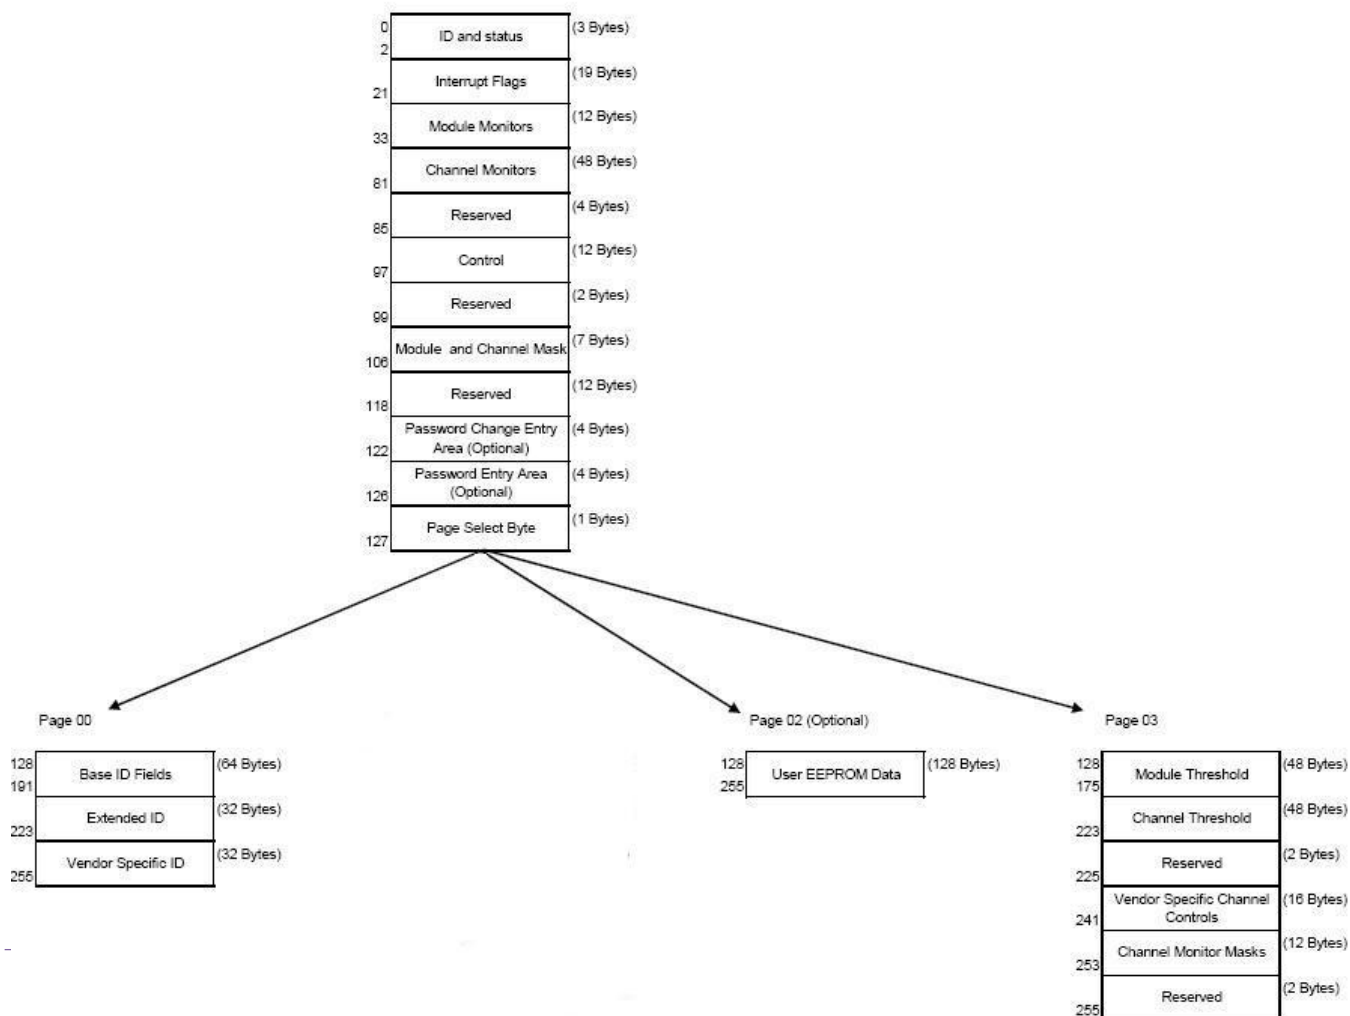 0
ID and status
(3 Bytes)
2
Interrupt Flags
(19 Bytes)
21
Module Monitors
(12 Bytes)
33
Channel Monitors
(48 Bytes)
81
Reserved
(4 Bytes)
85
Control
(12 Bytes)
97
Reserved
(2 Bytes)
99
Module and Channel Mask
(7 Bytes)
106
Reserved
(12 Bytes)
118
Password Change Entry
Area (Optional)
(4 Bytes)
122
Password Entry Area
(Optional)
(4 Bytes)
126
Page Select Byte
(1 Bytes)
127
Page 00
128
Base ID Fields
(64 Bytes)
191
Extended ID
(32 Bytes)
223
Vendor Specific ID
(32 Bytes)
255
Page 02 (Optional)
128
User EEPROM Data
(128 Bytes)
255
Page 03
128
Module Threshold
(48 Bytes)
175
Channel Threshold
(48 Bytes)
223
Reserved
(2 Bytes)
225
Vendor Specific Channel
Controls
(16 Bytes)
241
Channel Monitor Masks
(12 Bytes)
253
Reserved
(2 Bytes)
255